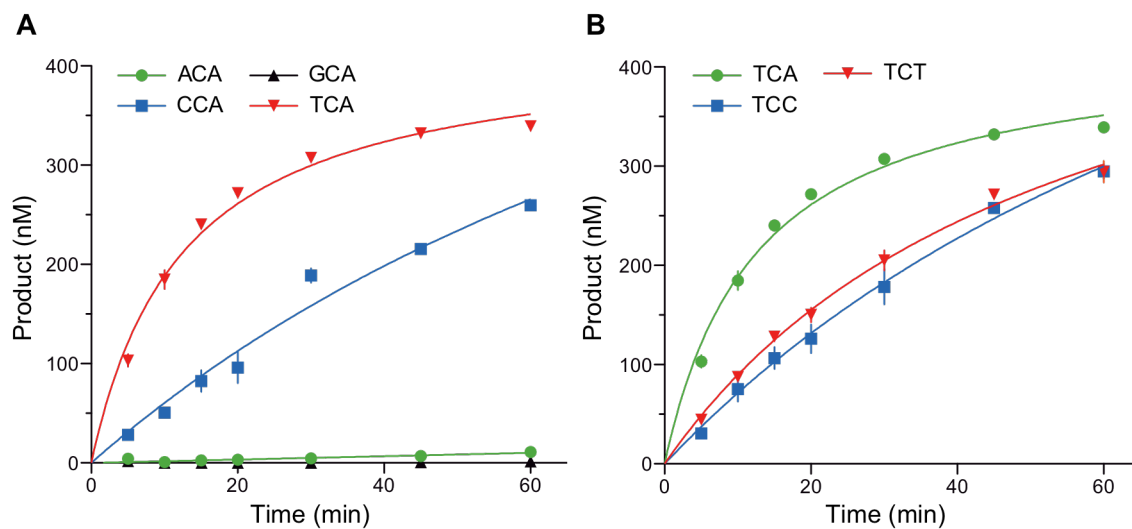 A
ACA GCA
CCA TCA
400
300
200
100
0
Product (nM)
0 20 40 60
Time (min)
B
TCA TCT
TCC
400
300
200
100
0
Product (nM)
0 20 40 60
Time (min)